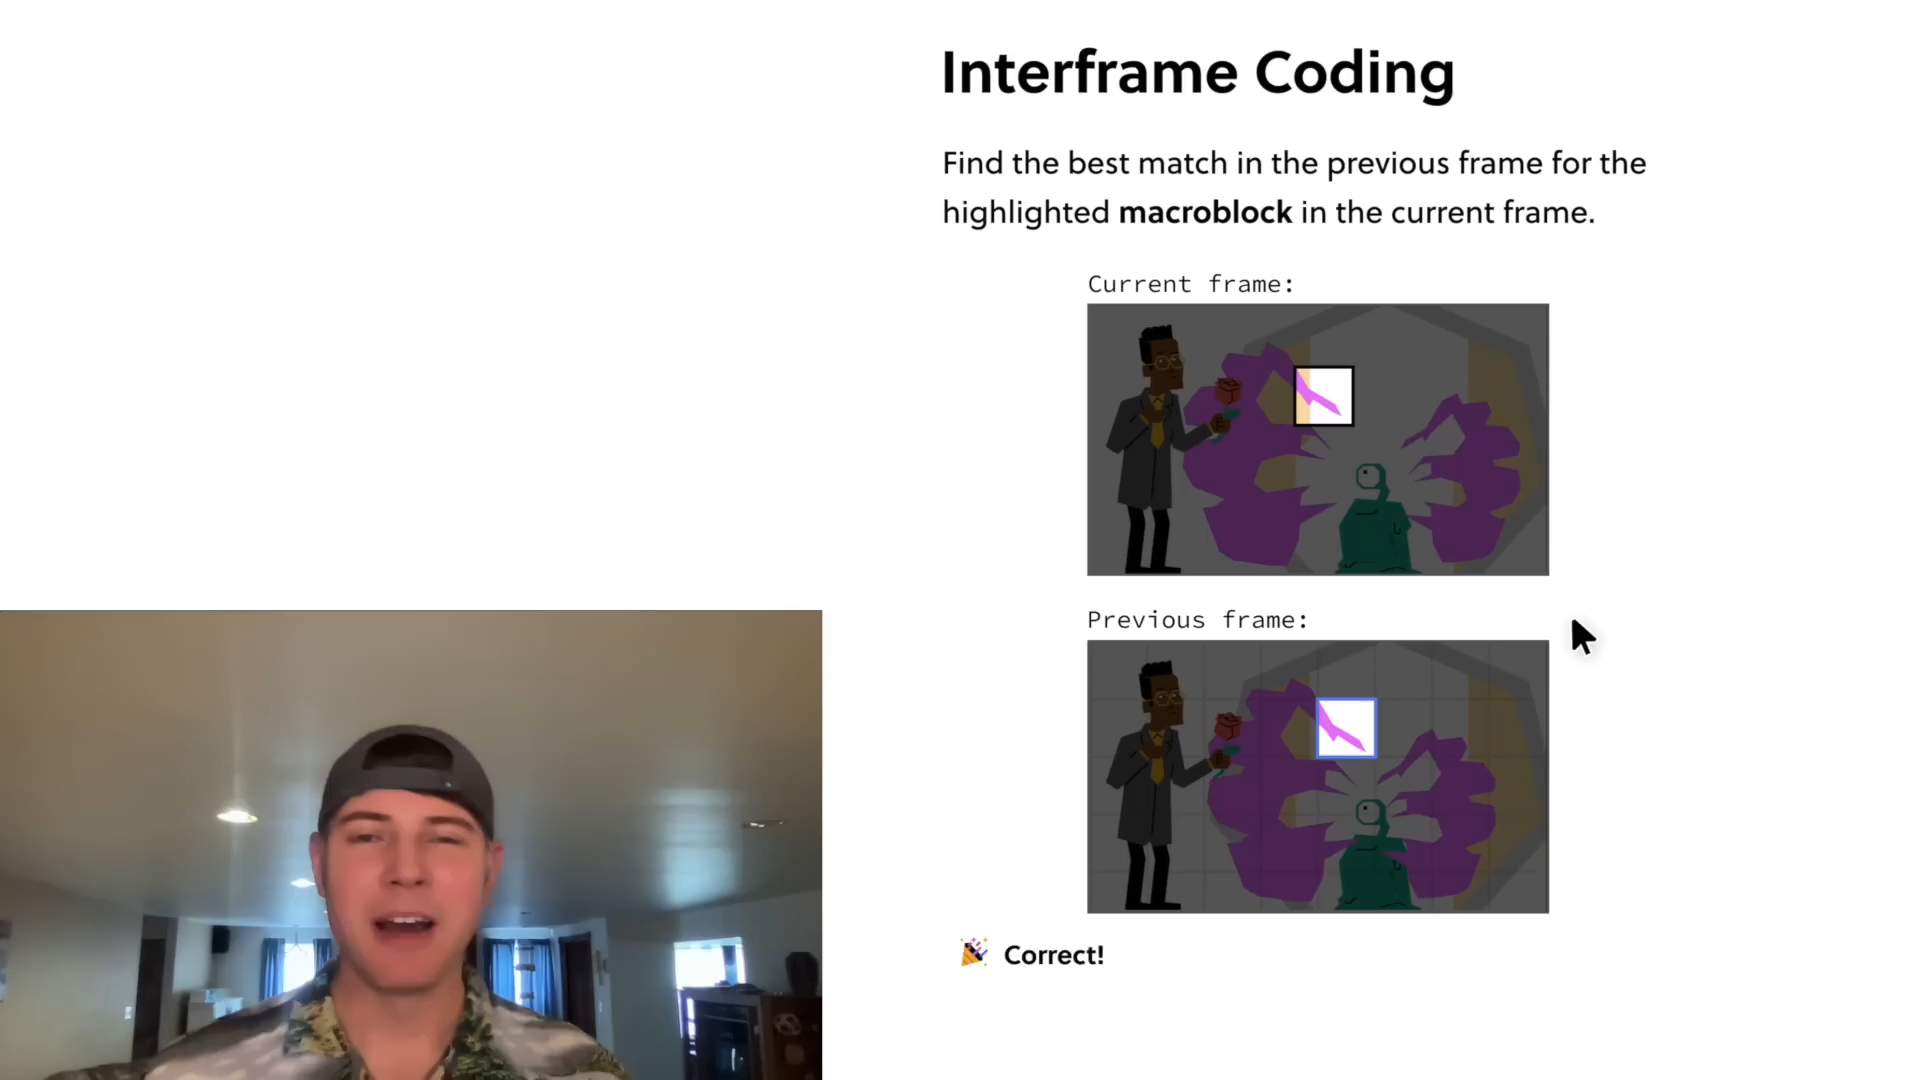 Interframe Coding
Find the best match in the previous frame for the
highlighted macroblock in the current frame.
Current frame:
Previous frame:
Correct!